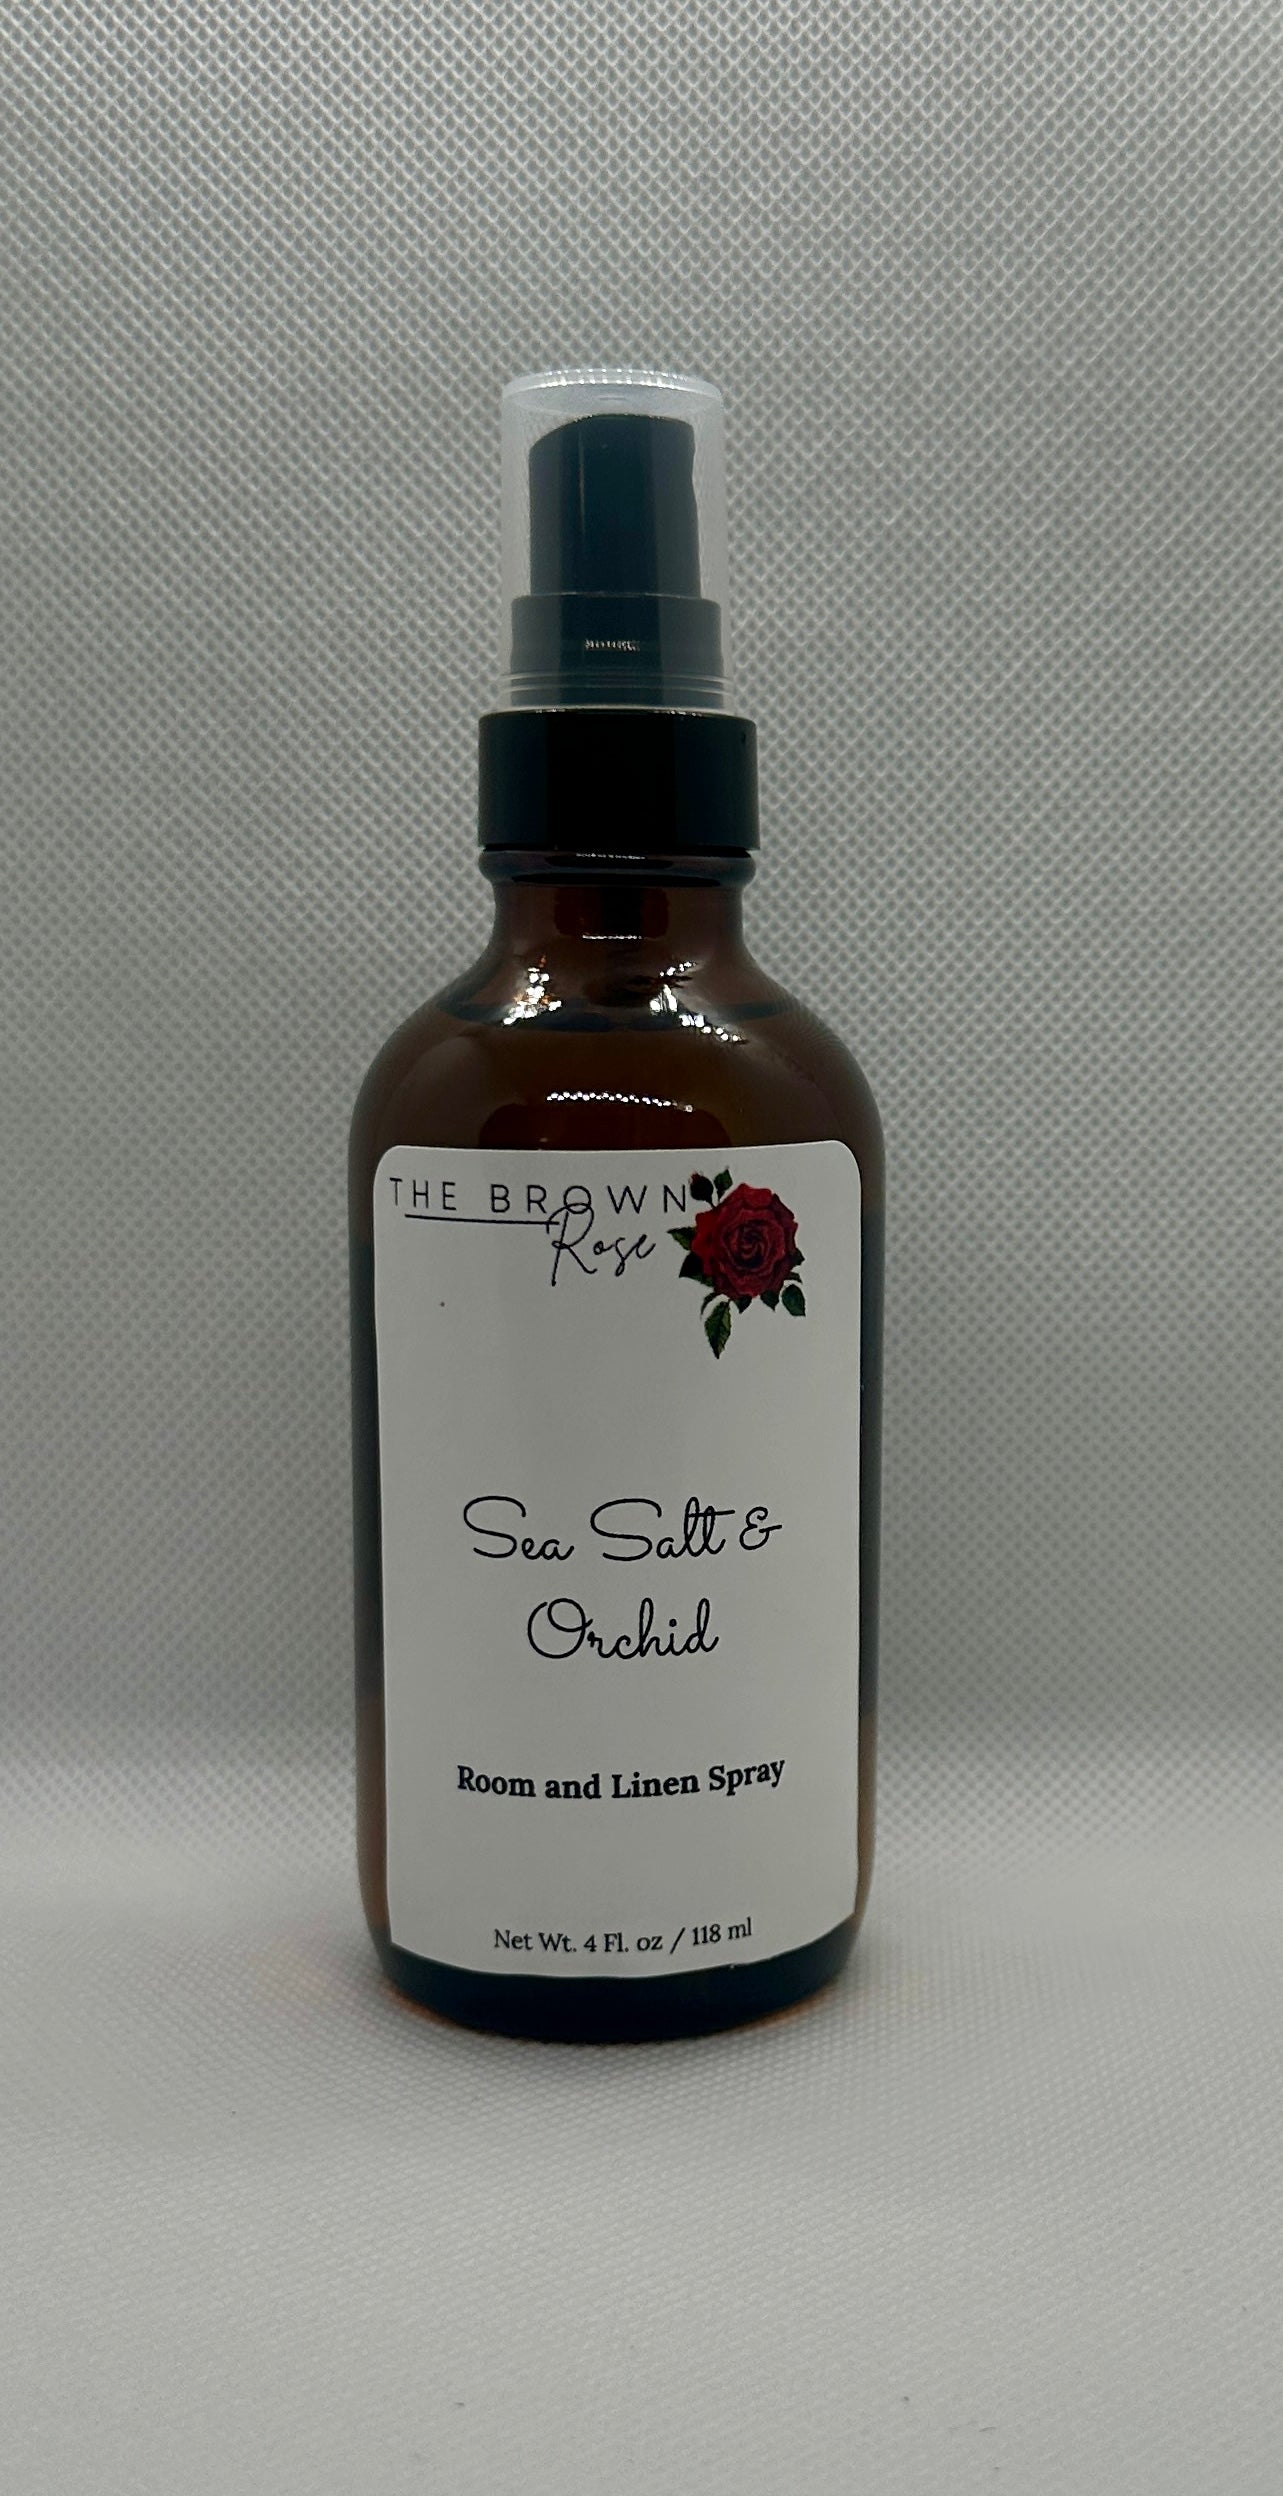 THE BROWN
Rose
Sea Salt &
Orchid
Room and Linen Spray
Net Wt. 4 Fl. oz / 118 ml